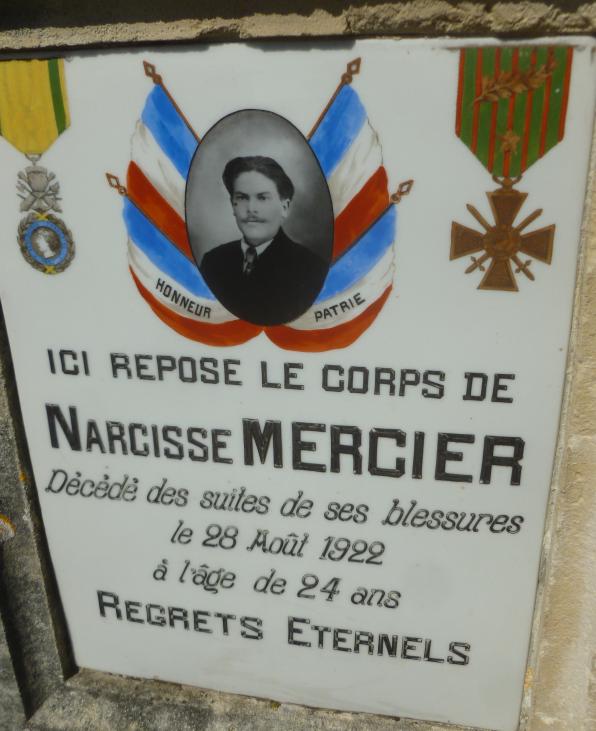 HONNEUR PATRIE
ICI REPOSE LE CORPS DE
NARCISSE MERCIER
Décédé des suites de ses blessures
le 28 Août 1922
à l'âge de 24 ans
REGRETS ETERNELS